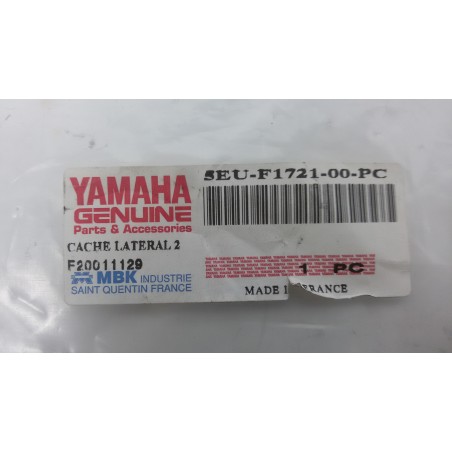 YAMAHA
GENUINE
Parts & Accessories
CACHE LATERAL 2
F20011129
MBK INDUSTRIE
SAINT QUENTIN FRANCE
5EU-F1721-00-PC
1 PC
MADE I FRANCE